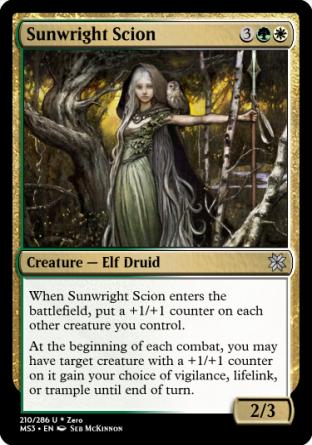 Sunwright Scion 3
Creature — Elf Druid
When Sunwright Scion enters the
battlefield, put a +1/+1 counter on each
other creature you control.
At the beginning of each combat, you may
have target creature with a +1/+1 counter
on it gain your choice of vigilance, lifelink,
or trample until end of turn.
2/3
210/286 U * Zero
MS3 • EN Seb McKinnon